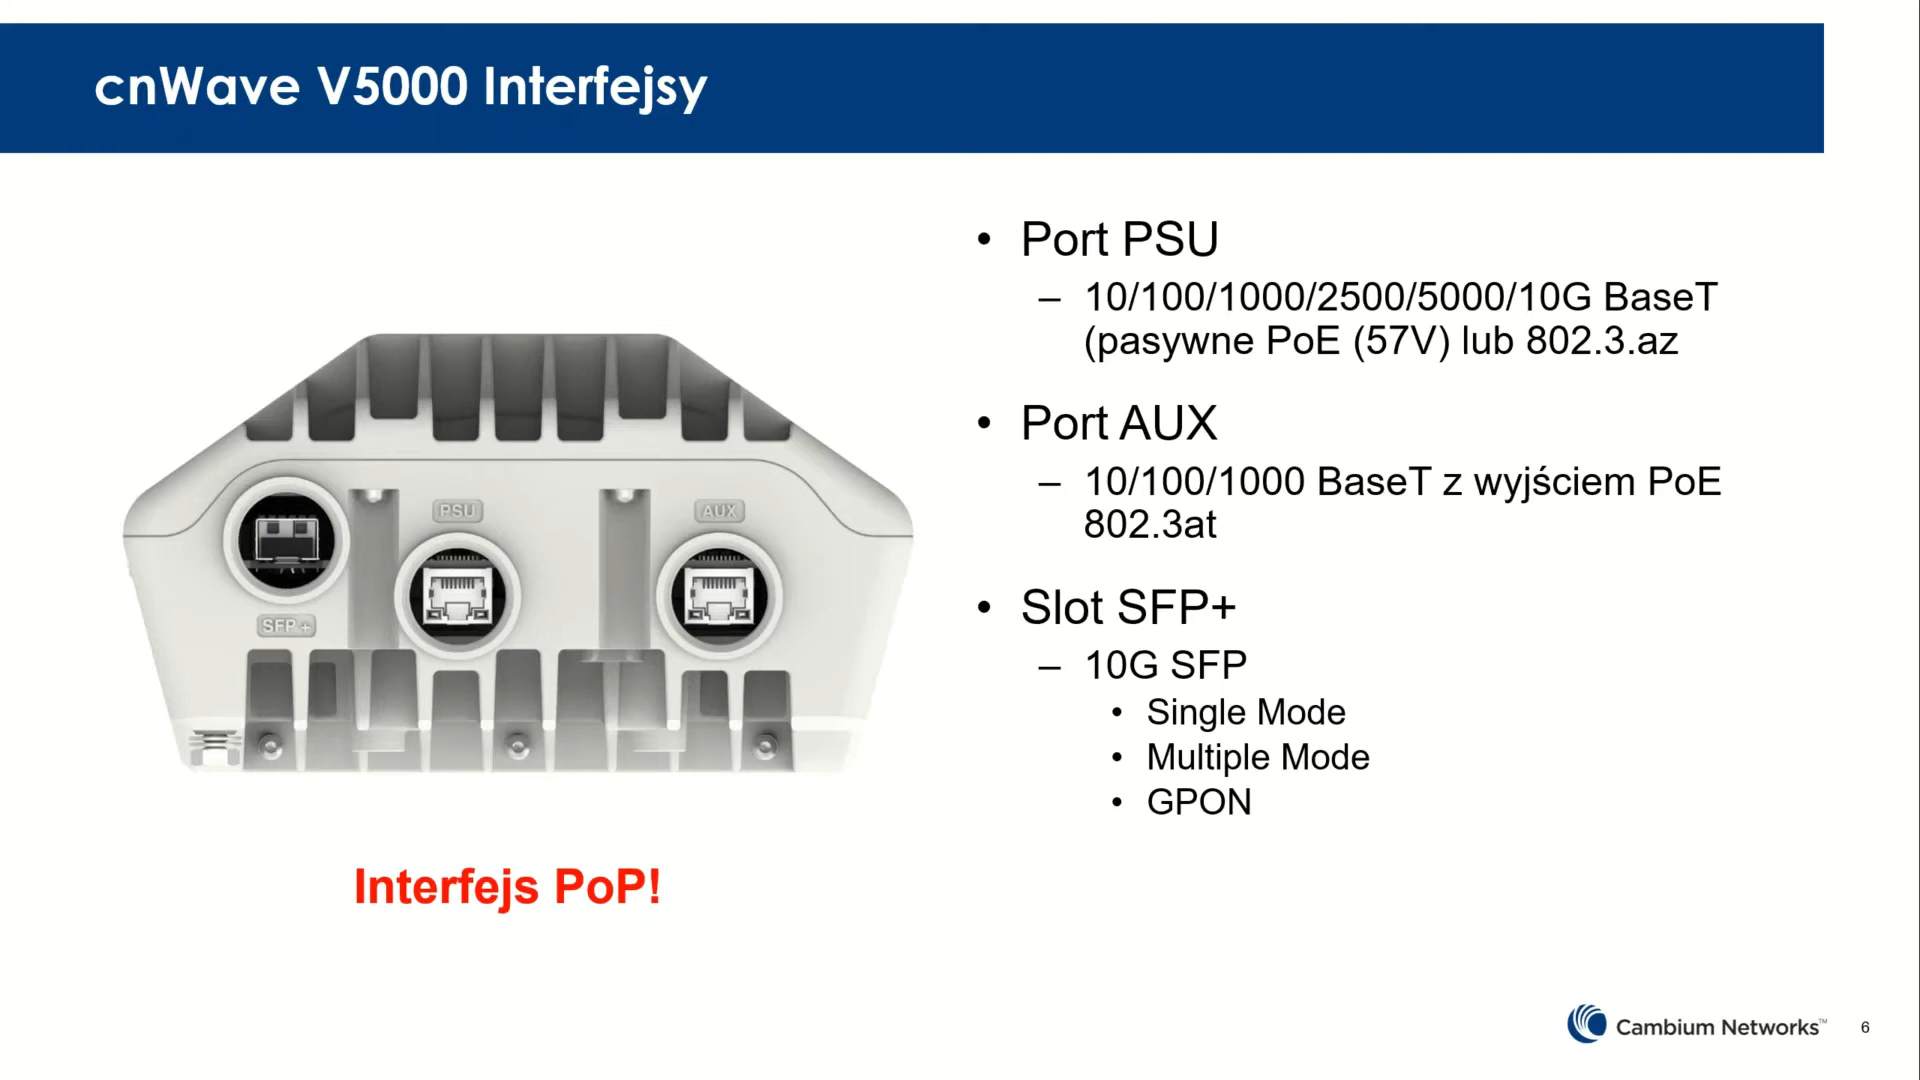 cnWave V5000 Interfejsy
• Port PSU
– 10/100/1000/2500/5000/10G BaseT
(pasywne PoE (57V) lub 802.3.az
• Port AUX
– 10/100/1000 BaseT z wyjściem PoE
802.3at
• Slot SFP+
– 10G SFP
• Single Mode
• Multiple Mode
• GPON
PSU
AUX
SFP +
Interfejs PoP!
Cambium Networks™
6